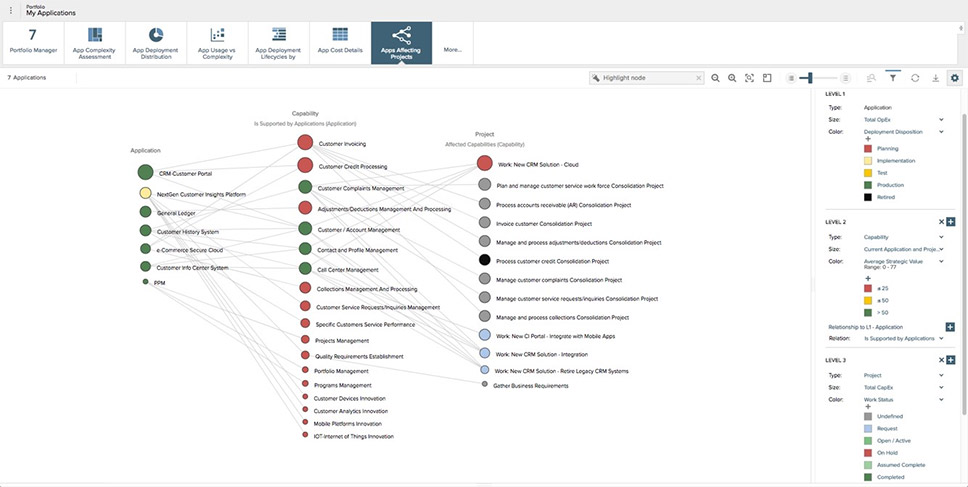 Portfolio
My Applications
7
Portfolio Manager
App Complexity
Assessment
App Deployment
Distribution
App Usage vs
Complexity
App Deployment
Lifecycles by
App Cost Details
Apps Affecting
Projects
More...
7 Applications
Highlight node
Application
CRM-Customer Portal
NextGen Customer Insights Platform
General Ledger
Customer History System
e-Commerce Secure Cloud
Customer Info Center System
PPM
Capability
Is Supported by Applications (Application)
Customer Invoicing
Customer Credit Processing
Customer Complaints Management
Adjustments/Deductions Management And Processing
Customer / Account Management
Contact and Profile Management
Call Center Management
Collections Management And Processing
Customer Service Requests/Inquiries Management
Specific Customers Service Performance
Projects Management
Quality Requirements Establishment
Portfolio Management
Programs Management
Customer Devices Innovation
Customer Analytics Innovation
Mobile Platforms Innovation
IOT-Internet of Things Innovation
Project
Affected Capabilities (Capability)
Work: New CRM Solution - Cloud
Plan and manage customer service work force Consolidation Project
Process accounts receivable (AR) Consolidation Project
Invoice customer Consolidation Project
Manage and process adjustments/deductions Consolidation Project
Process customer credit Consolidation Project
Manage customer complaints Consolidation Project
Manage customer service requests/inquiries Consolidation Project
Manage and process collections Consolidation Project
Work: New CI Portal - Integrate with Mobile Apps
Work: New CRM Solution - Integration
Work: New CRM Solution - Retire Legacy CRM Systems
Gather Business Requirements
LEVEL 1
Type: Application
Size: Total OpEx
Color: Deployment Disposition
Planning
Implementation
Test
Production
Retired
LEVEL 2
Type: Capability
Size: Current Application and Proje...
Color: Average Strategic Value
Range: 0 - 77
≤ 25
≤ 50
> 50
Relationship to L1 - Application
Relation: Is Supported by Applications
LEVEL 3
Type: Project
Size: Total CapEx
Color: Work Status
Undefined
Request
Open / Active
On Hold
Assumed Complete
Completed